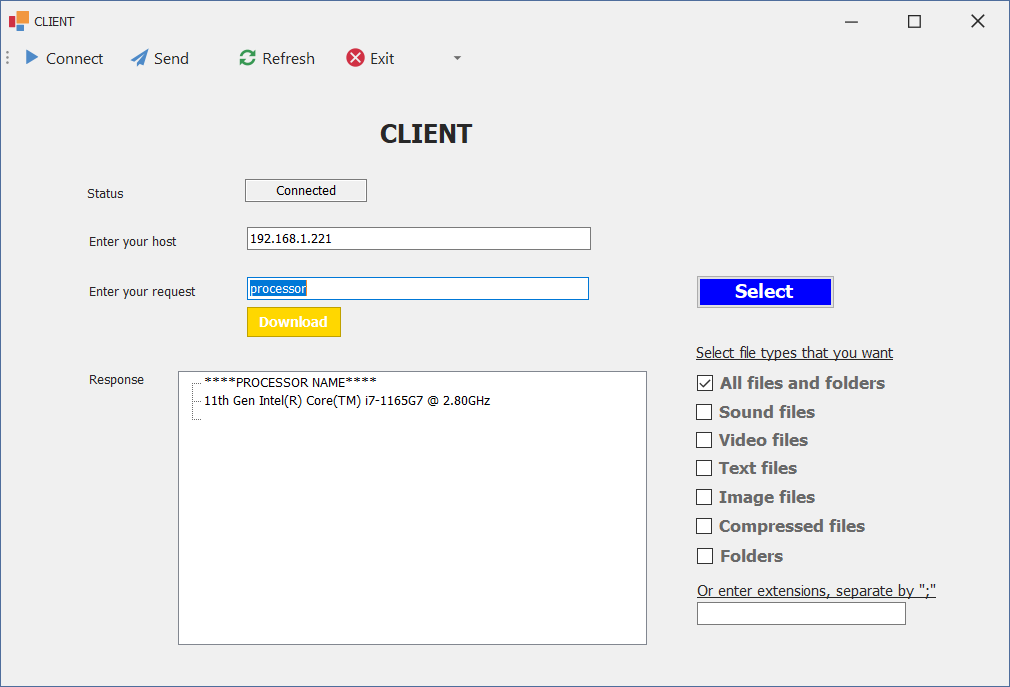 CLIENT
Connect Send Refresh Exit
CLIENT
Status
Connected
Enter your host
192.168.1.221
Enter your request
processor
Select
Download
Select file types that you want
Response
****PROCESSOR NAME****
11th Gen Intel(R) Core(TM) i7-1165G7 @ 2.80GHz
All files and folders
Sound files
Video files
Text files
Image files
Compressed files
Folders
Or enter extensions, separate by ";"